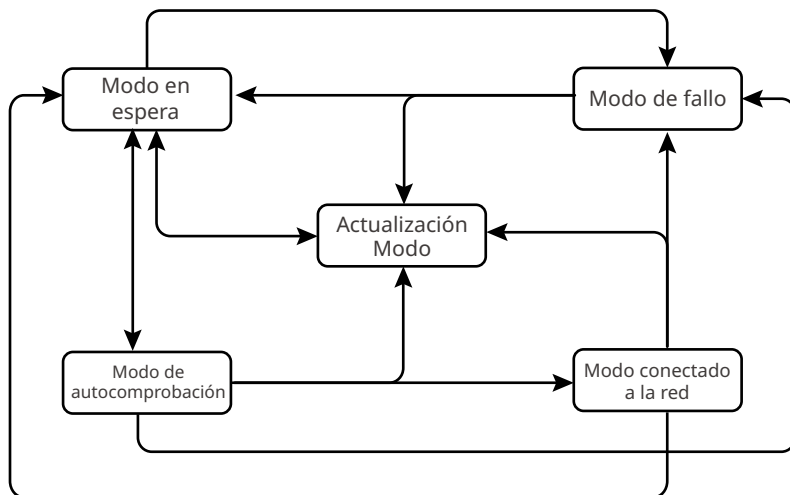 Modo en
espera
Modo de fallo
Actualización
Modo
Modo de
autocomprobación
Modo conectado
a la red